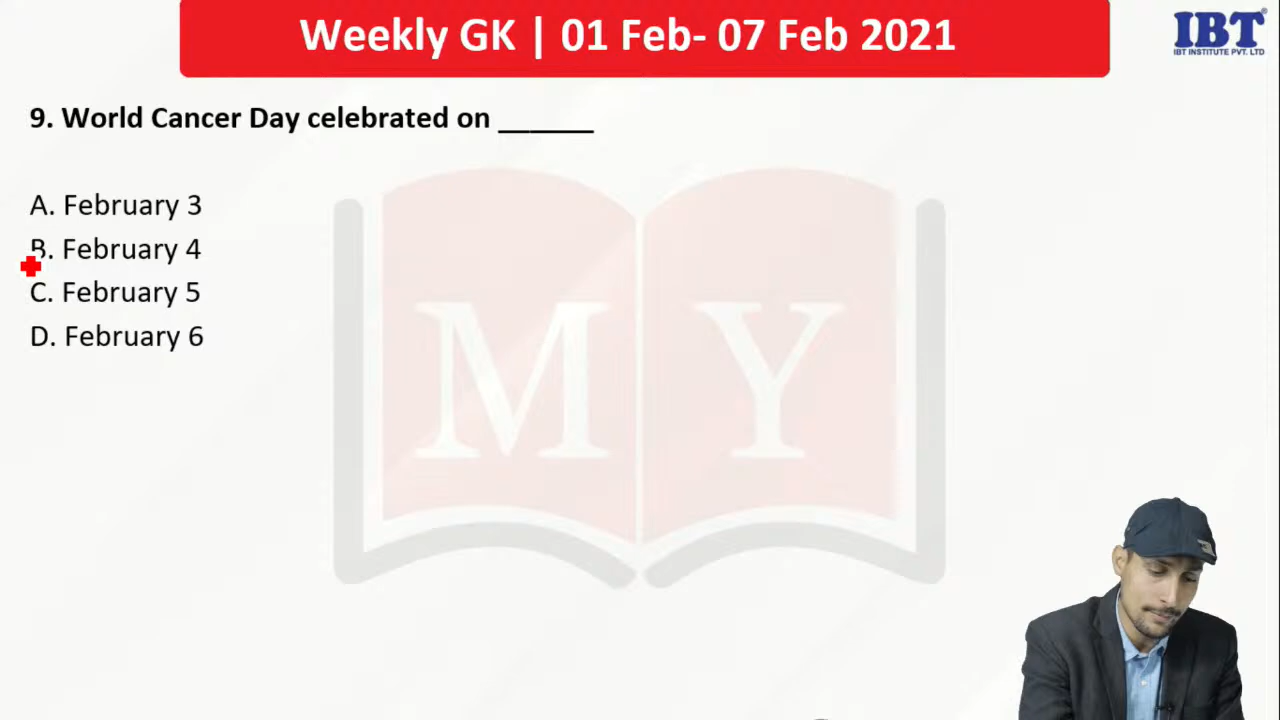 Weekly GK | 01 Feb- 07 Feb 2021
IBT
IBT INSTITUTE PVT. LTD
9. World Cancer Day celebrated on ______
A. February 3
B. February 4
C. February 5
D. February 6
M Y